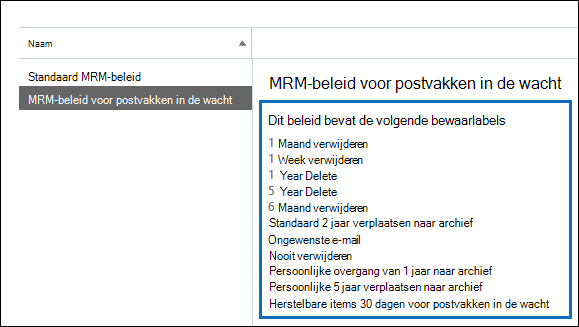 Naam
Standaard MRM-beleid
MRM-beleid voor postvakken in de wacht
MRM-beleid voor postvakken in de wacht
Dit beleid bevat de volgende bewaarlabels
1 Maand verwijderen
1 Week verwijderen
1 Year Delete
5 Year Delete
6 Maand verwijderen
Standaard 2 jaar verplaatsen naar archief
Ongewenste e-mail
Nooit verwijderen
Persoonlijke overgang van 1 jaar naar archief
Persoonlijke 5 jaar verplaatsen naar archief
Herstelbare items 30 dagen voor postvakken in de wacht